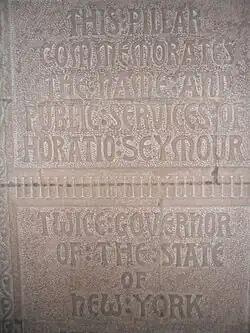 THIS·PILLAR
COMMEMORATES
THE·NAME·AND
PUBLIC·SERVICES·OF
HORATIO·SEYMOUR
TWICE·GOVERNOR
OF·THE·STATE
OF
NEW·YORK